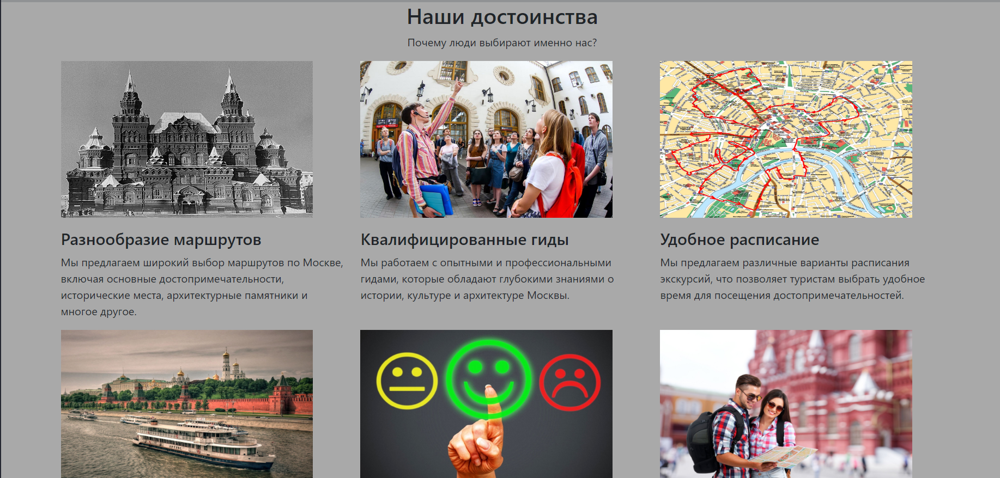 Наши достоинства
Почему люди выбирают именно нас?
Разнообразие маршрутов
Мы предлагаем широкий выбор маршрутов по Москве,
включая основные достопримечательности,
исторические места, архитектурные памятники и
многое другое.
Квалифицированные гиды
Мы работаем с опытными и профессиональными
гидами, которые обладают глубокими знаниями о
истории, культуре и архитектуре Москвы.
Удобное расписание
Мы предлагаем различные варианты расписания
экскурсий, что позволяет туристам выбрать удобное
время для посещения достопримечательностей.